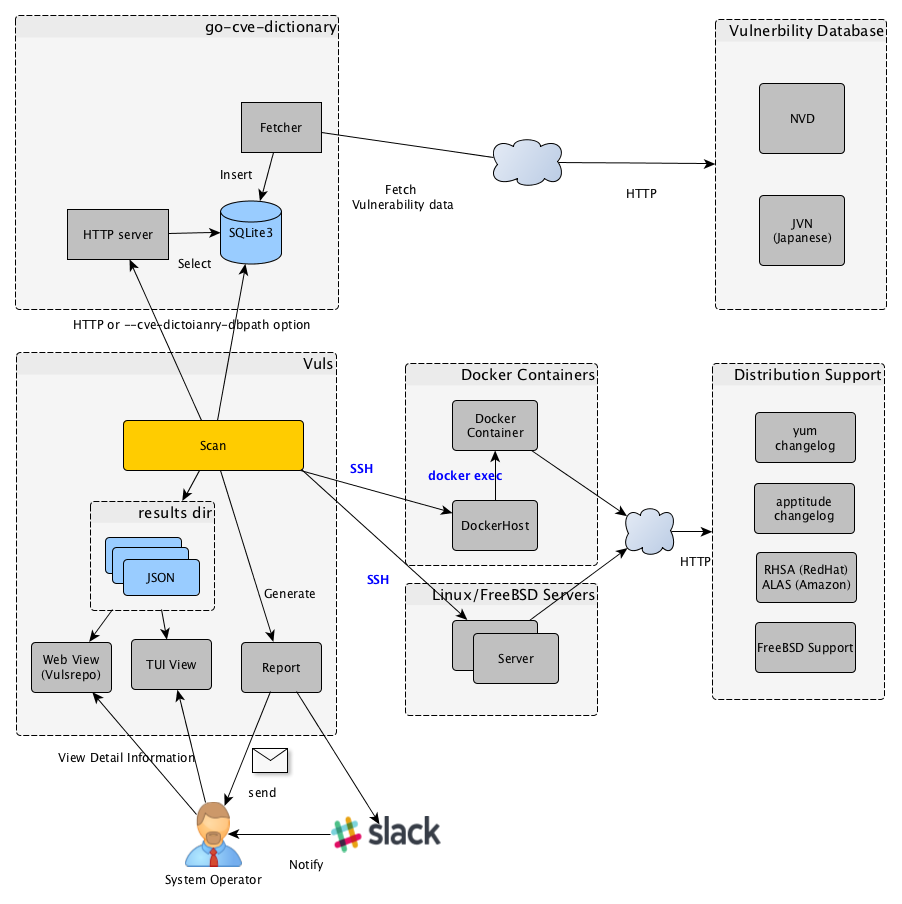 go-cve-dictionary
Vulnerbility Database
Fetcher
NVD
Insert
Fetch
Vulnerability data
HTTP
HTTP server
SQLite3
JVN
(Japanese)
Select
HTTP or --cve-dictoianry-dbpath option
Vuls
Docker Containers
Distribution Support
Scan
Docker
Container
yum
changelog
SSH
docker exec
results dir
DockerHost
apptitude
changelog
JSON
SSH
HTTP
RHSA (RedHat)
ALAS (Amazon)
Generate
Linux/FreeBSD Servers
Web View
(Vulsrepo)
TUI View
Report
Server
FreeBSD Support
View Detail Information
send
slack
Notify
System Operator